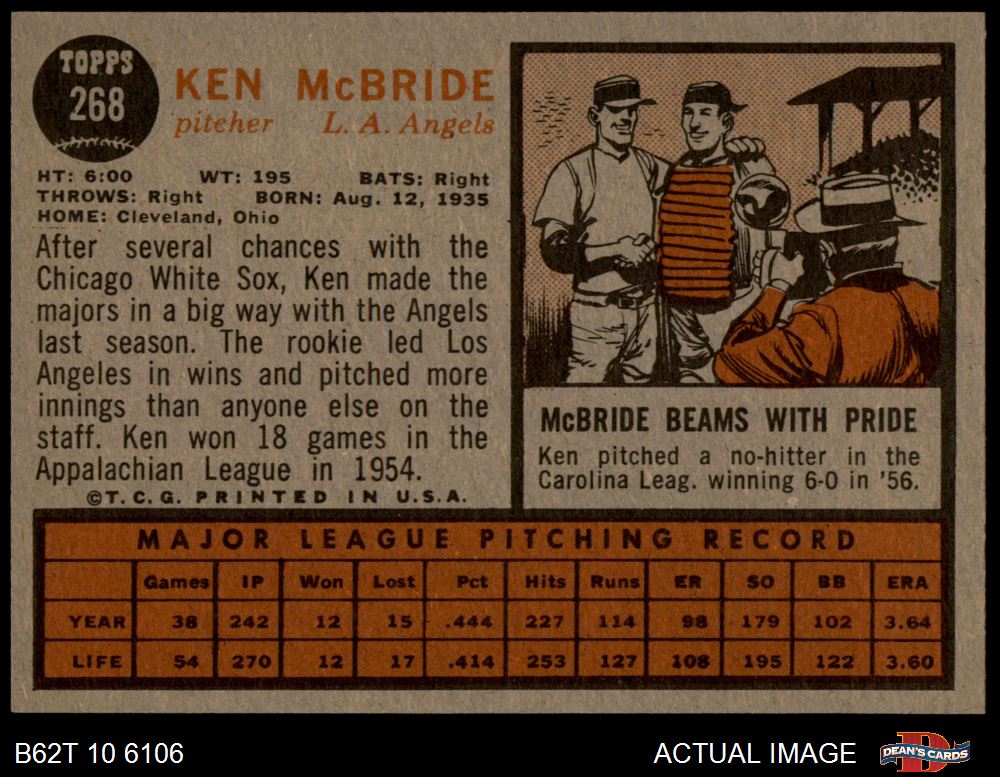 TOPPS
268
KEN McBRIDE
pitcher L. A. Angels
HT: 6:00 WT: 195 BATS: Right
THROWS: Right BORN: Aug. 12, 1935
HOME: Cleveland, Ohio
After several chances with the
Chicago White Sox, Ken made the
majors in a big way with the Angels
last season. The rookie led Los
Angeles in wins and pitched more
innings than anyone else on the
staff. Ken won 18 games in the
Appalachian League in 1954.
©T.C.G. PRINTED IN U.S.A.
McBRIDE BEAMS WITH PRIDE
Ken pitched a no-hitter in the
Carolina Leag. winning 6-0 in '56.
MAJOR LEAGUE PITCHING RECORD
Games IP Won Lost Pct Hits Runs ER SO BB ERA
YEAR 38 242 12 15 .444 227 114 98 179 102 3.64
LIFE 54 270 12 17 .414 253 127 108 195 122 3.60
B62T 10 6106 ACTUAL IMAGE D DEAN'S CARDS